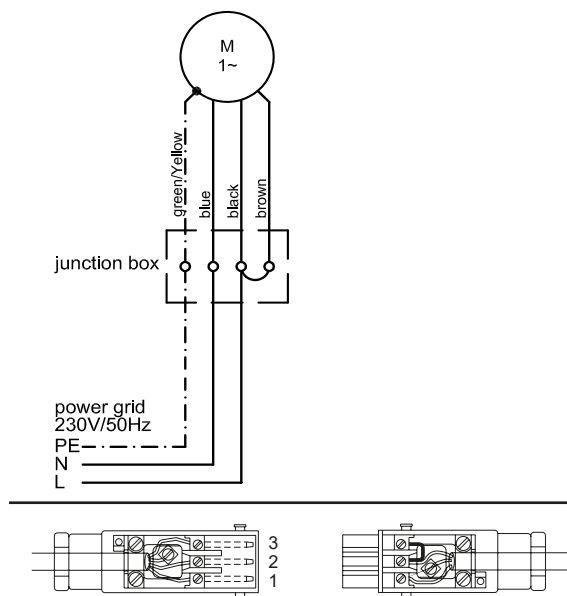 M
1~
green/Yellow
blue
black
brown
junction box
power grid
230V/50Hz
PE
N
L
3
2
1